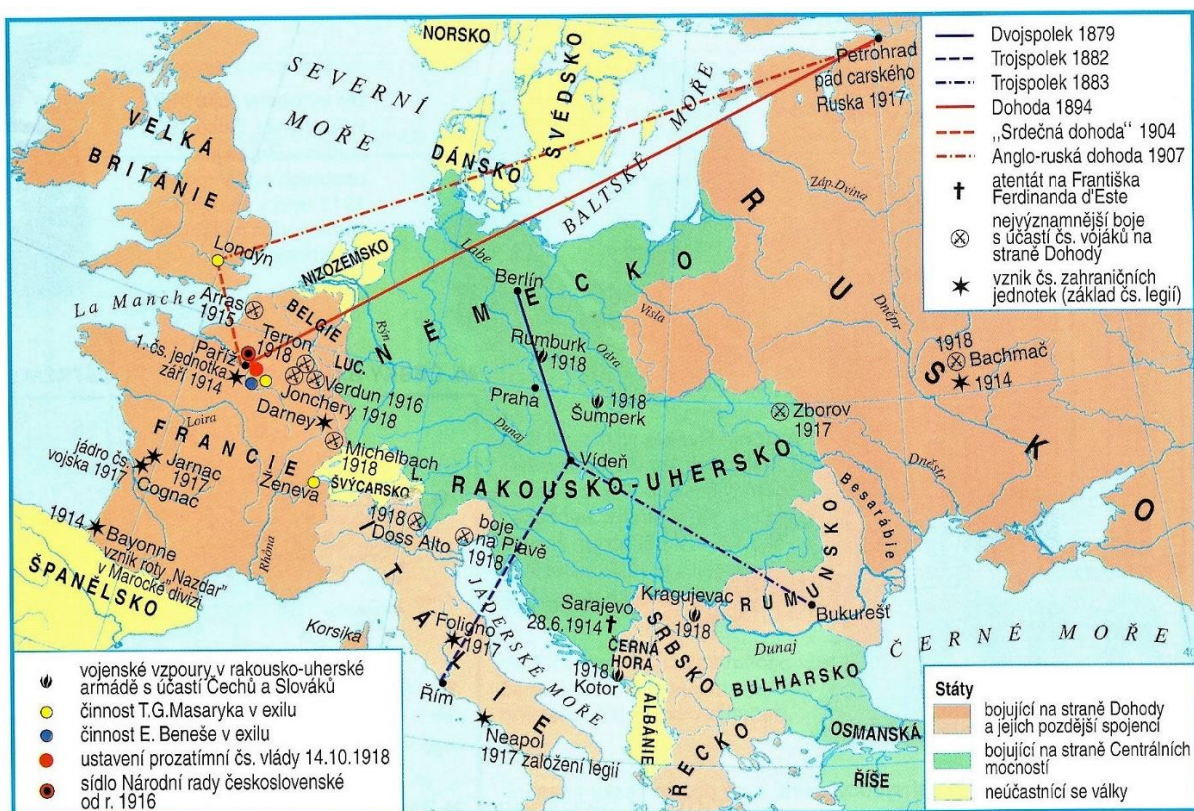 NORSKO
SEVERNÍ
MOŘE
ŠVÉDSKO
Petrohrad
pád carského
Ruska 1917
VELKÁ
BRITÁNIE
DÁNSKO
BALTSKÉ MOŘE
Záp. Dvina
Londýn
NIZOZEMSKO
Labe
Berlín
NĚMECKO
RUSKO
La Manche
Arras
1915
BELGIE
Rýn
Visla
Dněpr
Terron
1918
LUC.
Rumburk
1918
Odra
1918
Bachmač
1914
Paříž
1. čs. jednotka
září 1914
Verdun 1916
Jonchery 1918
Praha
1918
Šumperk
Zborov
1917
Darney
Loira
Dunaj
FRANCIE
Michelbach
1918
Vídeň
Dněstr
jádro čs.
vojska 1917
Jarnac
1917
Cognac
Ženeva
ŠVÝCARSKO
L.
RAKOUSKO-UHERSKO
Besarábie
1914
Bayonne
vznik roty „Nazdar“
v Marocké divizi
Rhôna
1918
Doss Alto
boje
na Piavě
1918
ŠPANĚLSKO
ITÁLIE
JADERSKÉ MOŘE
Sarajevo
28.6.1914
Kragujevac
1918
RUMUNSKO
Bukurešť
Korsika
Foligno
1917
ČERNÁ
HORA
SRBSKO
Dunaj
ČERNÉ MOŘE
1918
Kotor
BULHARSKO
Řím
ALBÁNIE
OSMANSKÁ
ŘÍŠE
Neapol
1917 založení legií
ŘECKO
20
40
Dvojspolek 1879
Trojspolek 1882
Trojspolek 1883
Dohoda 1894
„Srdečná dohoda“ 1904
Anglo-ruská dohoda 1907
atentát na Františka
Ferdinanda d'Este
nejvýznamnější boje
s účastí čs. vojáků na
straně Dohody
vznik čs. zahraničních
jednotek (základ čs. legií)
vojenské vzpoury v rakousko-uherské
armádě s účastí Čechů a Slováků
činnost T.G.Masaryka v exilu
činnost E. Beneše v exilu
ustavení prozatímní čs. vlády 14.10.1918
sídlo Národní rady československé
od r. 1916
Státy
bojující na straně Dohody
a jejich pozdější spojenci
bojující na straně Centrálních
mocností
neúčastnící se války